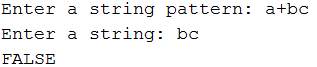 Enter a string pattern: a+bc
Enter a string: bc
FALSE